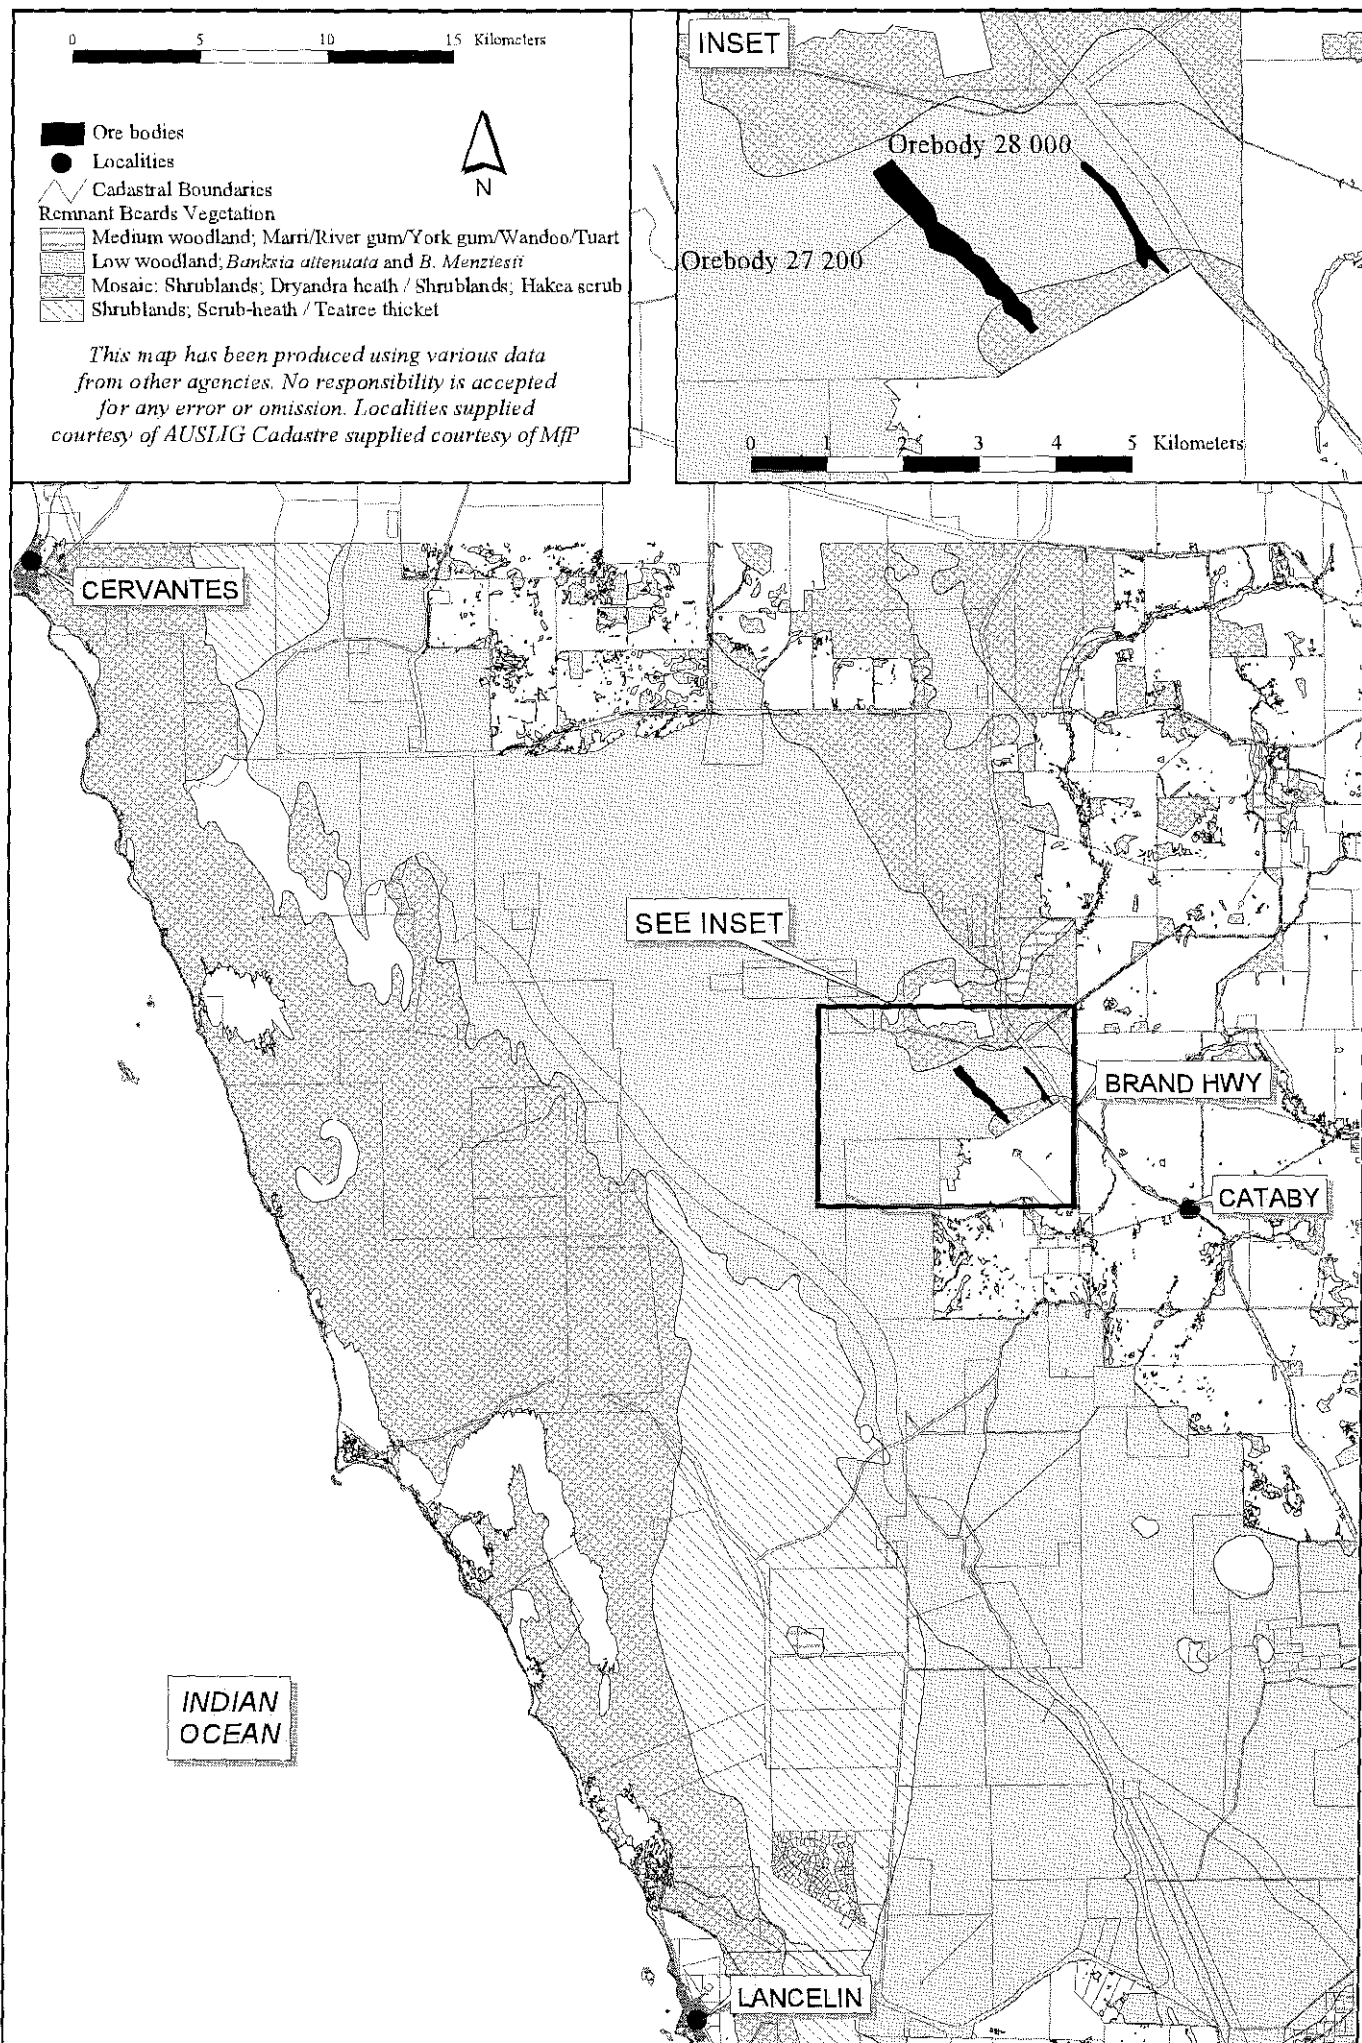 0 5 10 15 Kilometers
Ore bodies
Localities
Cadastral Boundaries
N
Remnant Beards Vegetation
Medium woodland; Marri/River gum/York gum/Wandoo/Tuart
Low woodland; Banksia attenuata and B. Menziesii
Mosaic: Shrublands; Dryandra heath / Shrublands; Hakea scrub
Shrublands; Scrub-heath / Teatree thicket
This map has been produced using various data
from other agencies. No responsibility is accepted
for any error or omission. Localities supplied
courtesy of AUSLIG Cadastre supplied courtesy of MfP
INSET
Orebody 28 000
Orebody 27 200
0 1 2 3 4 5 Kilometers
CERVANTES
SEE INSET
BRAND HWY
CATABY
INDIAN
OCEAN
LANCELIN